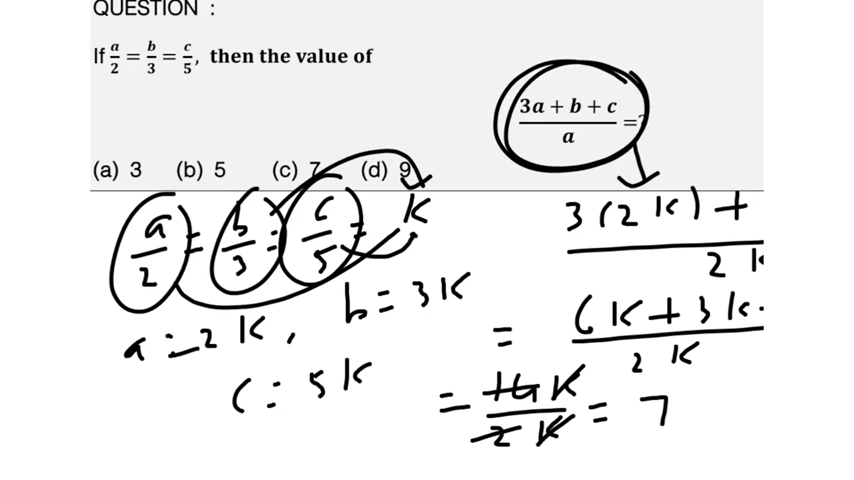 QUESTION :
If a/2 = b/3 = c/5, then the value of
3a + b + c / a =?
(a) 3 (b) 5 (c) 7 (d) 9
a/2 = b/3 = c/5 = K
3(2K) + / 2K
a = 2K, b = 3K
= 6K + 3K / 2K
c = 5K
= 14K / 2K = 7